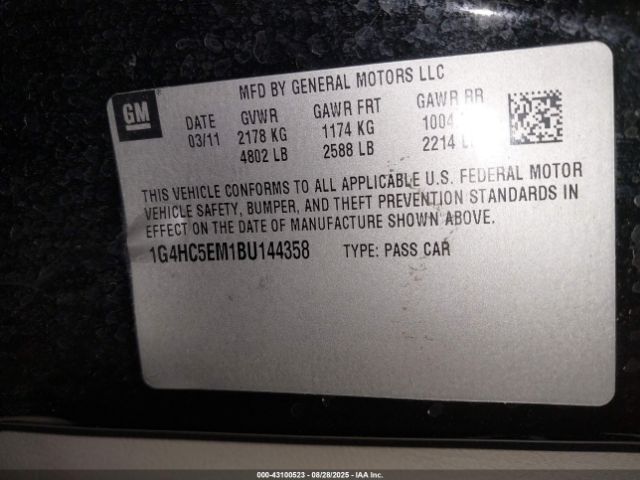 MFD BY GENERAL MOTORS LLC
GM
DATE GVWR GAWR FRT GAWR RR
03/11 2178 KG 1174 KG 1004
4802 LB 2588 LB 2214
THIS VEHICLE CONFORMS TO ALL APPLICABLE U.S. FEDERAL MOTOR
VEHICLE SAFETY, BUMPER, AND THEFT PREVENTION STANDARDS IN
EFFECT ON THE DATE OF MANUFACTURE SHOWN ABOVE.
1G4HC5EM1BU144358 TYPE: PASS CAR
000-43100523 | 08/28/2025 - IAA Inc.